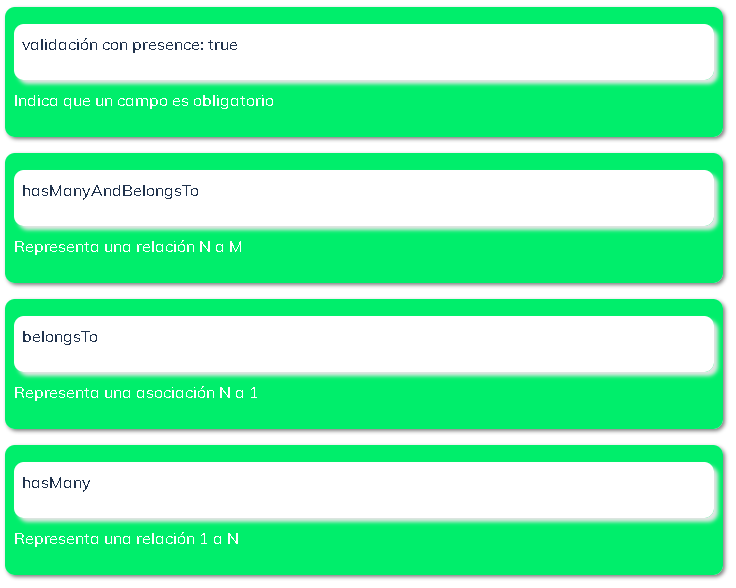 validación con presence: true
Indica que un campo es obligatorio
hasManyAndBelongsTo
Representa una relación N a M
belongsTo
Representa una asociación N a 1
hasMany
Representa una relación 1 a N